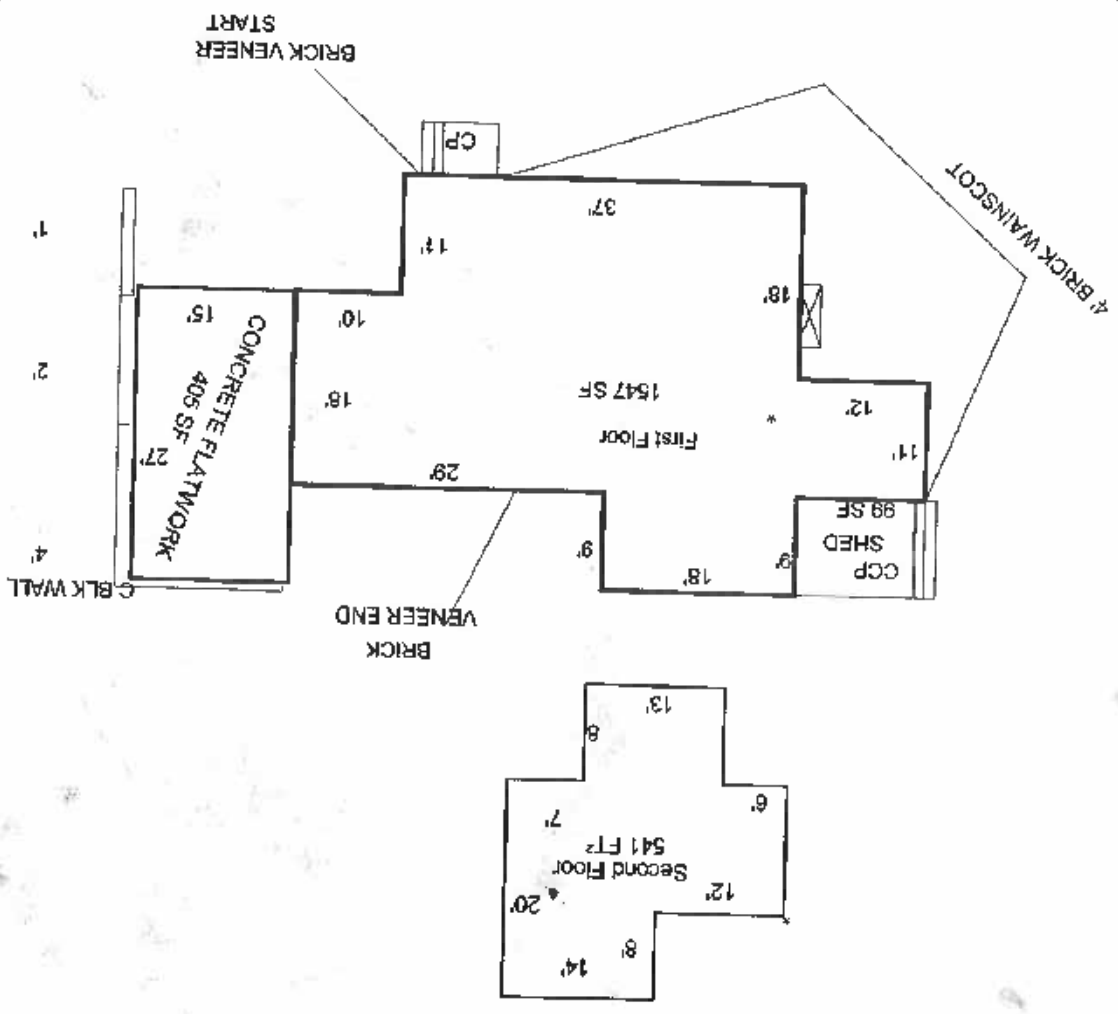 14'
8'
20'
12'
Second Floor
541 FT²
7'
6'
8
13'
BRICK
VENEER END
C BLK WALL
4'
CCP
SHED
99 SF
9'
18'
9'
11'
12'
29'
First Floor
1547 SF
18'
27'
CONCRETE FLATWORK
405 SF
15'
2'
10'
18'
11'
37'
1'
4' BRICK WAINSCOT
CP
BRICK VENEER
START